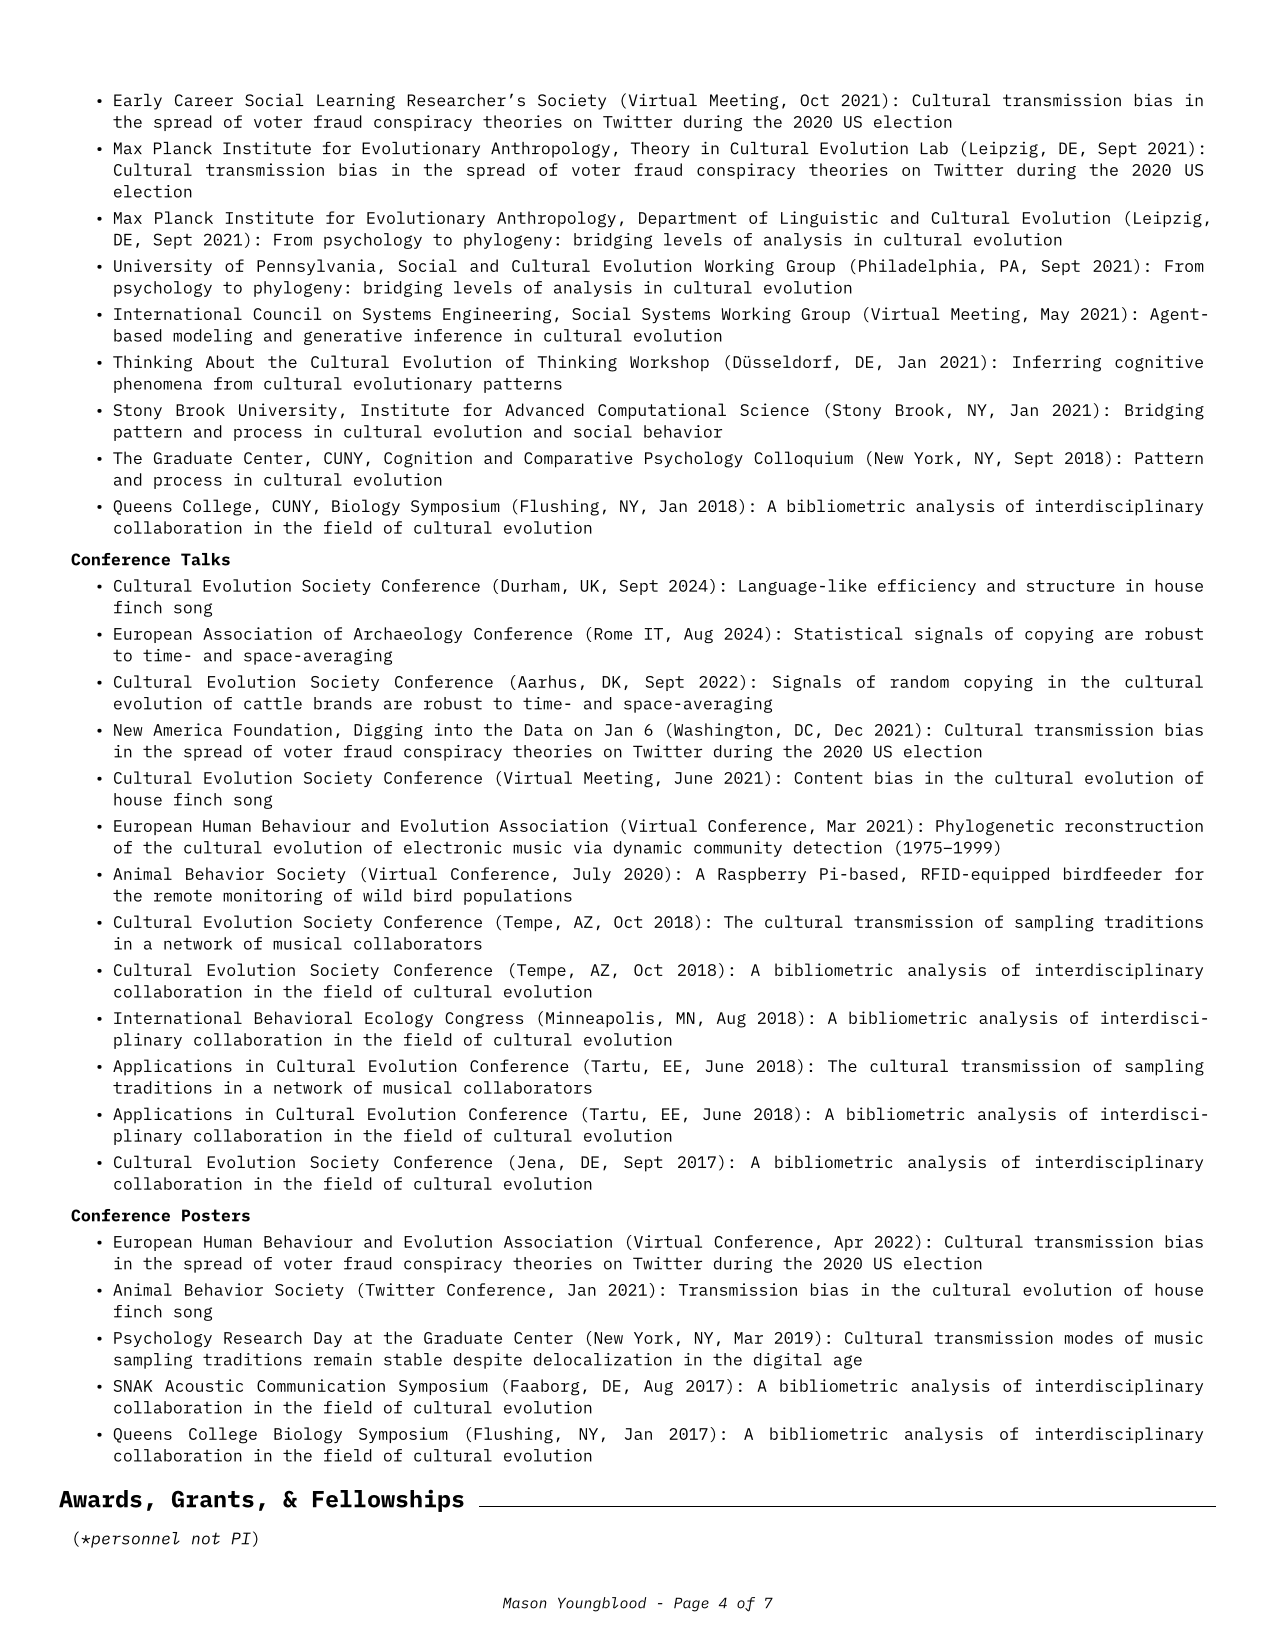 • Early Career Social Learning Researcher’s Society (Virtual Meeting, Oct 2021): Cultural transmission bias in
the spread of voter fraud conspiracy theories on Twitter during the 2020 US election
• Max Planck Institute for Evolutionary Anthropology, Theory in Cultural Evolution Lab (Leipzig, DE, Sept 2021):
Cultural transmission bias in the spread of voter fraud conspiracy theories on Twitter during the 2020 US
election
• Max Planck Institute for Evolutionary Anthropology, Department of Linguistic and Cultural Evolution (Leipzig,
DE, Sept 2021): From psychology to phylogeny: bridging levels of analysis in cultural evolution
• University of Pennsylvania, Social and Cultural Evolution Working Group (Philadelphia, PA, Sept 2021): From
psychology to phylogeny: bridging levels of analysis in cultural evolution
• International Council on Systems Engineering, Social Systems Working Group (Virtual Meeting, May 2021): Agent-
based modeling and generative inference in cultural evolution
• Thinking About the Cultural Evolution of Thinking Workshop (Düsseldorf, DE, Jan 2021): Inferring cognitive
phenomena from cultural evolutionary patterns
• Stony Brook University, Institute for Advanced Computational Science (Stony Brook, NY, Jan 2021): Bridging
pattern and process in cultural evolution and social behavior
• The Graduate Center, CUNY, Cognition and Comparative Psychology Colloquium (New York, NY, Sept 2018): Pattern
and process in cultural evolution
• Queens College, CUNY, Biology Symposium (Flushing, NY, Jan 2018): A bibliometric analysis of interdisciplinary
collaboration in the field of cultural evolution
Conference Talks
• Cultural Evolution Society Conference (Durham, UK, Sept 2024): Language-like efficiency and structure in house
finch song
• European Association of Archaeology Conference (Rome IT, Aug 2024): Statistical signals of copying are robust
to time- and space-averaging
• Cultural Evolution Society Conference (Aarhus, DK, Sept 2022): Signals of random copying in the cultural
evolution of cattle brands are robust to time- and space-averaging
• New America Foundation, Digging into the Data on Jan 6 (Washington, DC, Dec 2021): Cultural transmission bias
in the spread of voter fraud conspiracy theories on Twitter during the 2020 US election
• Cultural Evolution Society Conference (Virtual Meeting, June 2021): Content bias in the cultural evolution of
house finch song
• European Human Behaviour and Evolution Association (Virtual Conference, Mar 2021): Phylogenetic reconstruction
of the cultural evolution of electronic music via dynamic community detection (1975–1999)
• Animal Behavior Society (Virtual Conference, July 2020): A Raspberry Pi-based, RFID-equipped birdfeeder for
the remote monitoring of wild bird populations
• Cultural Evolution Society Conference (Tempe, AZ, Oct 2018): The cultural transmission of sampling traditions
in a network of musical collaborators
• Cultural Evolution Society Conference (Tempe, AZ, Oct 2018): A bibliometric analysis of interdisciplinary
collaboration in the field of cultural evolution
• International Behavioral Ecology Congress (Minneapolis, MN, Aug 2018): A bibliometric analysis of interdisci-
plinary collaboration in the field of cultural evolution
• Applications in Cultural Evolution Conference (Tartu, EE, June 2018): The cultural transmission of sampling
traditions in a network of musical collaborators
• Applications in Cultural Evolution Conference (Tartu, EE, June 2018): A bibliometric analysis of interdisci-
plinary collaboration in the field of cultural evolution
• Cultural Evolution Society Conference (Jena, DE, Sept 2017): A bibliometric analysis of interdisciplinary
collaboration in the field of cultural evolution
Conference Posters
• European Human Behaviour and Evolution Association (Virtual Conference, Apr 2022): Cultural transmission bias
in the spread of voter fraud conspiracy theories on Twitter during the 2020 US election
• Animal Behavior Society (Twitter Conference, Jan 2021): Transmission bias in the cultural evolution of house
finch song
• Psychology Research Day at the Graduate Center (New York, NY, Mar 2019): Cultural transmission modes of music
sampling traditions remain stable despite delocalization in the digital age
• SNAK Acoustic Communication Symposium (Faaborg, DE, Aug 2017): A bibliometric analysis of interdisciplinary
collaboration in the field of cultural evolution
• Queens College Biology Symposium (Flushing, NY, Jan 2017): A bibliometric analysis of interdisciplinary
collaboration in the field of cultural evolution
Awards, Grants, & Fellowships
(*personnel not PI)
Mason Youngblood - Page 4 of 7